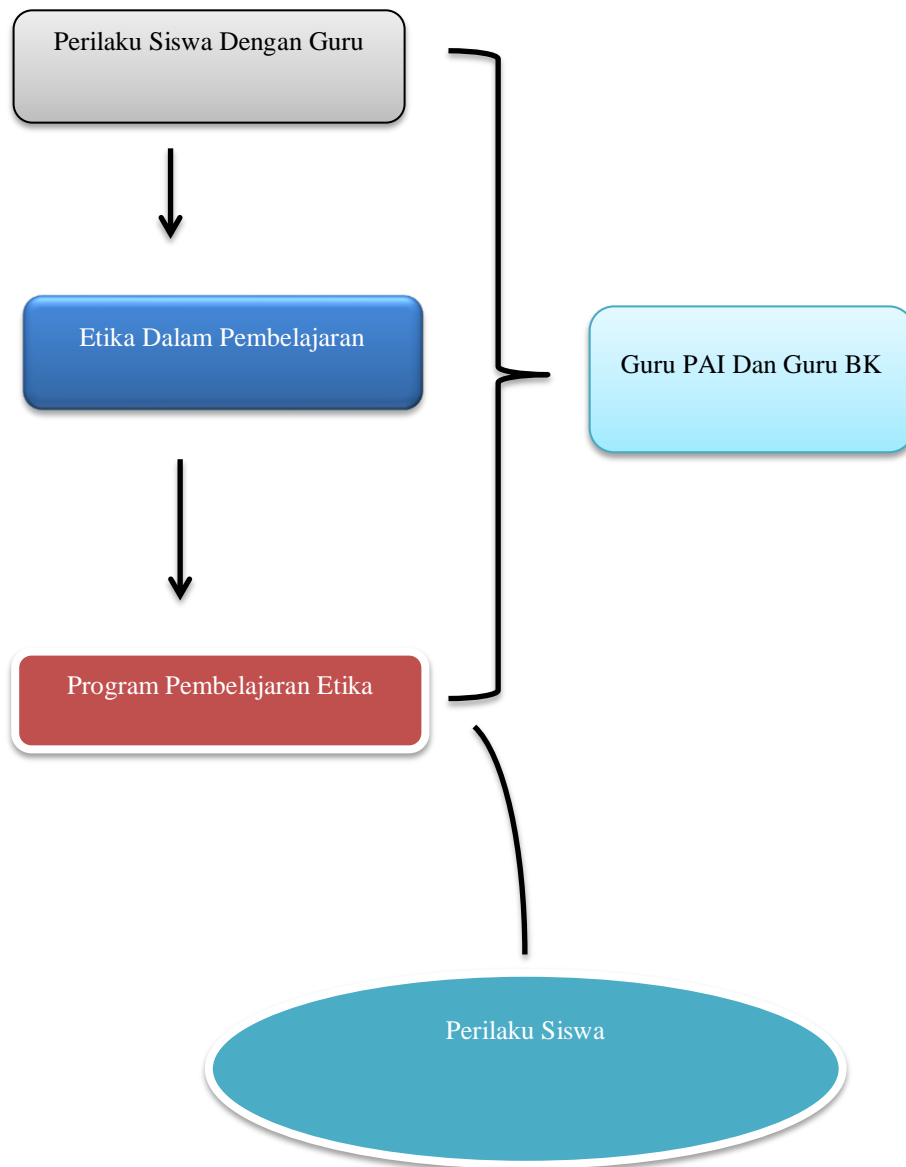 Perilaku Siswa Dengan Guru
Etika Dalam Pembelajaran
Guru PAI Dan Guru BK
Program Pembelajaran Etika
Perilaku Siswa